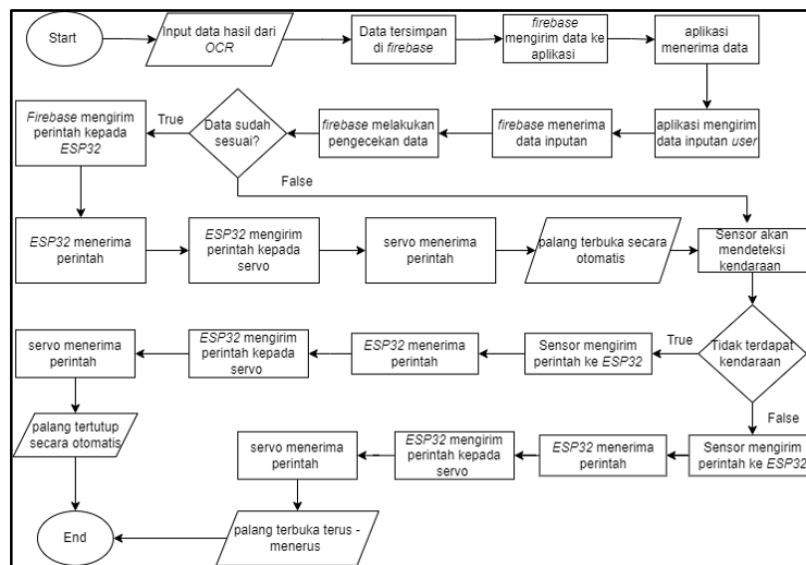 Start
Input data hasil dari
OCR
Data tersimpan
di firebase
firebase
mengirim data ke
aplikasi
aplikasi
menerima data
Firebase mengirim
perintah kepada
ESP32
True
Data sudah
sesuai?
firebase melakukan
pengecekan data
firebase menerima
data inputan
aplikasi mengirim
data inputan user
False
ESP32 menerima
perintah
ESP32 mengirim
perintah kepada
servo
servo menerima
perintah
palang terbuka secara
otomatis
Sensor akan
mendeteksi
kendaraan
servo menerima
perintah
ESP32 mengirim
perintah kepada
servo
ESP32 menerima
perintah
Sensor mengirim
perintah ke ESP32
True
Tidak terdapat
kendaraan
False
palang tertutup
secara otomatis
servo menerima
perintah
ESP32 mengirim
perintah kepada
servo
ESP32 menerima
perintah
Sensor mengirim
perintah ke ESP32
End
palang terbuka terus -
menerus